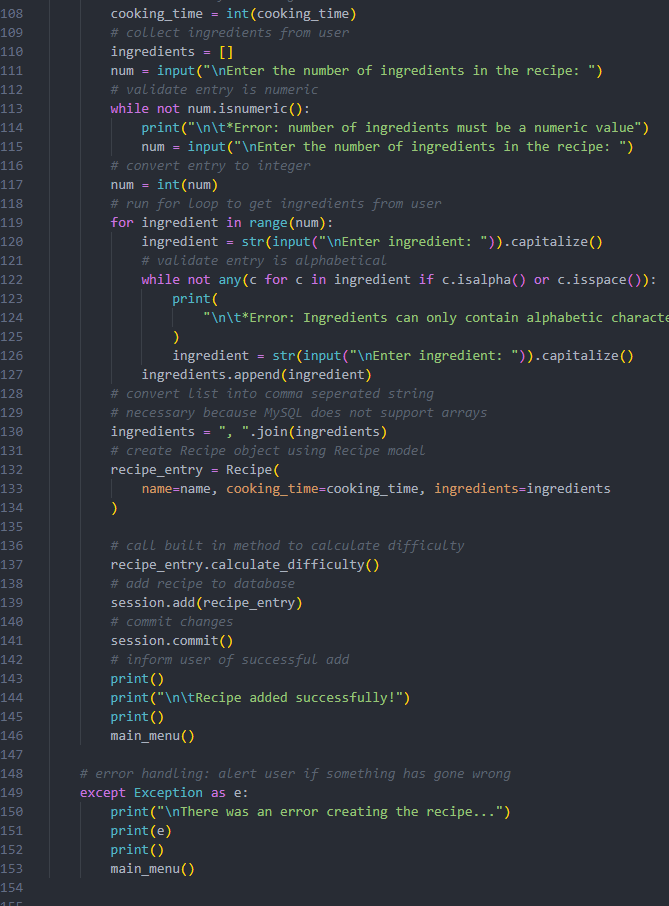 108 cooking_time = int(cooking_time)
109 # collect ingredients from user
110 ingredients = []
111 num = input("\nEnter the number of ingredients in the recipe: ")
112 # validate entry is numeric
113 while not num.isnumeric():
114 print("\n\t*Error: number of ingredients must be a numeric value")
115 num = input("\nEnter the number of ingredients in the recipe: ")
116 # convert entry to integer
117 num = int(num)
118 # run for loop to get ingredients from user
119 for ingredient in range(num):
120 ingredient = str(input("\nEnter ingredient: ")).capitalize()
121 # validate entry is alphabetical
122 while not any(c for c in ingredient if c.isalpha() or c.isspace()):
123 print(
124 "\n\t*Error: Ingredients can only contain alphabetic characte
125 )
126 ingredient = str(input("\nEnter ingredient: ")).capitalize()
127 ingredients.append(ingredient)
128 # convert list into comma seperated string
129 # necessary because MySQL does not support arrays
130 ingredients = ", ".join(ingredients)
131 # create Recipe object using Recipe model
132 recipe_entry = Recipe(
133 name=name, cooking_time=cooking_time, ingredients=ingredients
134 )
135
136 # call built in method to calculate difficulty
137 recipe_entry.calculate_difficulty()
138 # add recipe to database
139 session.add(recipe_entry)
140 # commit changes
141 session.commit()
142 # inform user of successful add
143 print()
144 print("\n\tRecipe added successfully!")
145 print()
146 main_menu()
147
148 # error handling: alert user if something has gone wrong
149 except Exception as e:
150 print("\nThere was an error creating the recipe...")
151 print(e)
152 print()
153 main_menu()
154